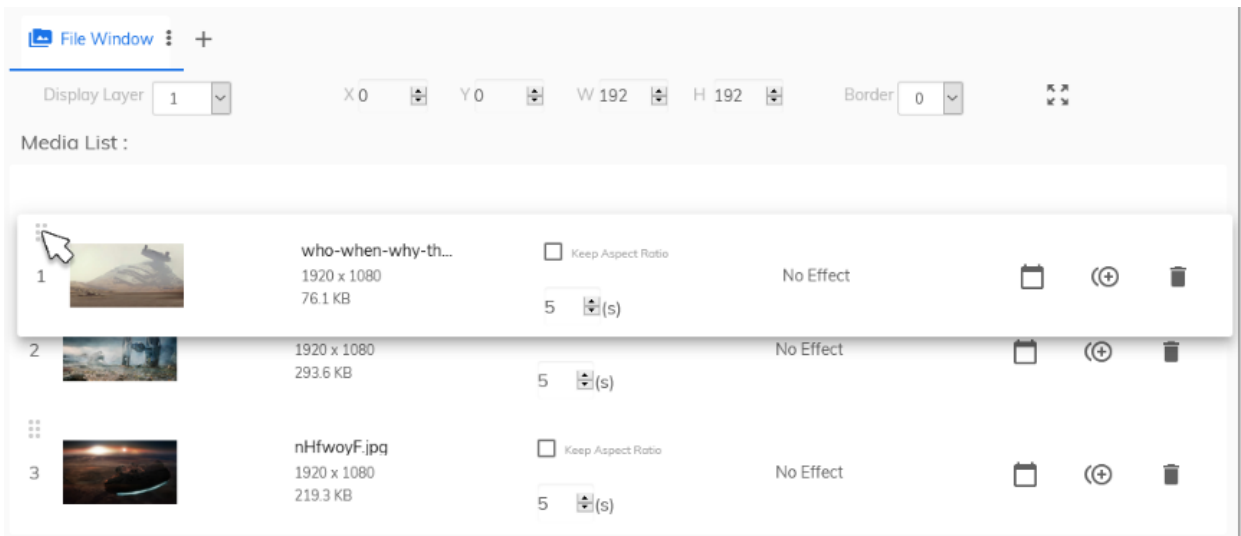 File Window
Display Layer 1 X 0 Y 0 W 192 H 192 Border 0
Media List :
who-when-why-th...
Keep Aspect Ratio
1 1920 x 1080 No Effect
76.1 KB
5 (s)
2 1920 x 1080 No Effect
293.6 KB
5 (s)
nHfwoyF.jpg
Keep Aspect Ratio
3 1920 x 1080 No Effect
219.3 KB
5 (s)